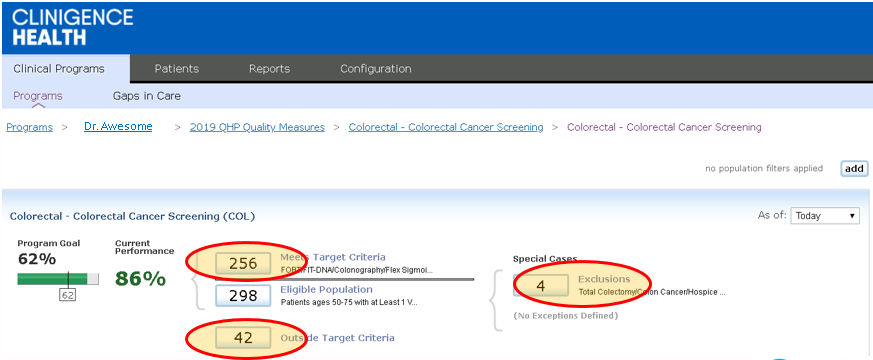 CLINIGENCE
HEALTH
Clinical Programs Patients Reports Configuration
Programs Gaps in Care
Programs > Dr. Awesome > 2019 QHP Quality Measures > Colorectal - Colorectal Cancer Screening > Colorectal - Colorectal Cancer Screening
no population filters applied add
As of: Today
Colorectal - Colorectal Cancer Screening (COL)
Program Goal
62%
62
Current
Performance
86%
256 Meets Target Criteria
FOBT/FIT-DNA/Colonography/Flex Sigmoi...
298 Eligible Population
Patients ages 50-75 with at Least 1 V...
42 Outside Target Criteria
Special Cases
4 Exclusions
Total Colectomy/Colon Cancer/Hospice ...
(No Exceptions Defined)